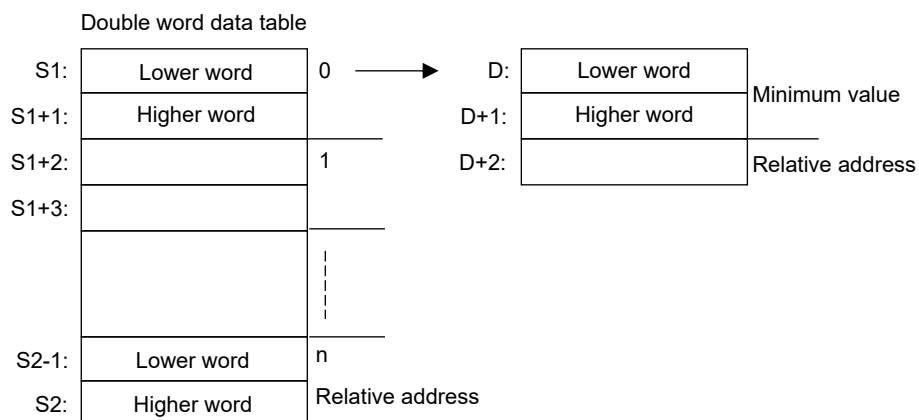 Double word data table
S1: Lower word 0 D: Lower word
Minimum value
S1+1: Higher word D+1: Higher word
S1+2: 1 D+2: Relative address
S1+3:
S2-1: Lower word n
Relative address
S2: Higher word